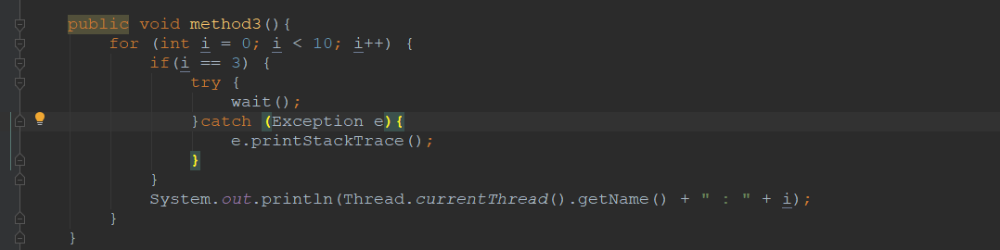 public void method3(){
for (int i = 0; i < 10; i++) {
if(i == 3) {
try {
wait();
}catch (Exception e){
e.printStackTrace();
}
}
System.out.println(Thread.currentThread().getName() + " : " + i);
}
}